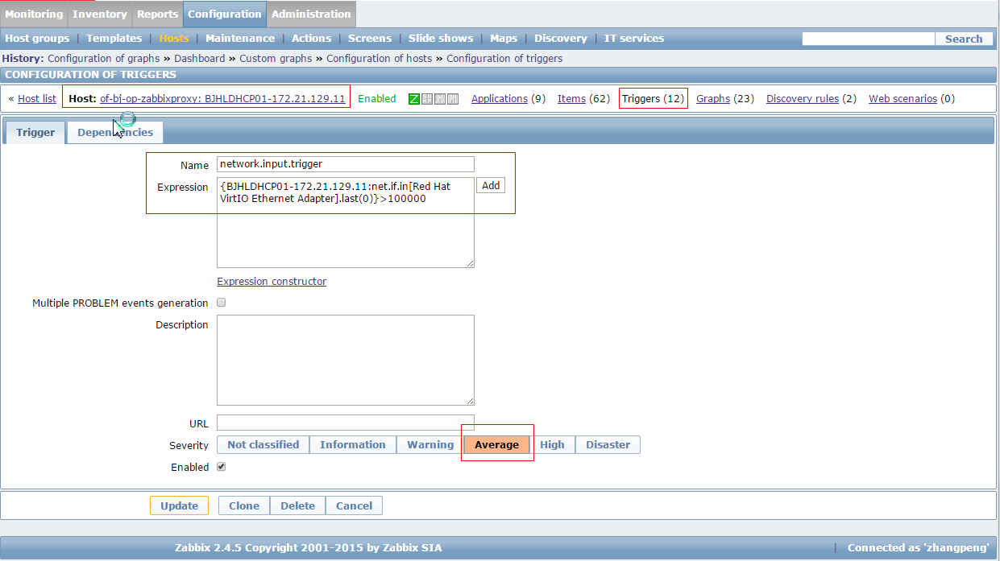 Monitoring Inventory Reports Configuration Administration
Host groups | Templates | Hosts | Maintenance | Actions | Screens | Slide shows | Maps | Discovery | IT services Search
History: Configuration of graphs » Dashboard » Custom graphs » Configuration of hosts » Configuration of triggers
CONFIGURATION OF TRIGGERS
« Host list Host: of-bj-op-zabbixproxy: BJHLDHCP01-172.21.129.11 Enabled Z Applications (9) Items (62) Triggers (12) Graphs (23) Discovery rules (2) Web scenarios (0)
Trigger Dependencies
Name network.input.trigger
Expression {BJHLDHCP01-172.21.129.11:net.if.in[Red Hat Add
VirtIO Ethernet Adapter].last(0)}>100000
Expression constructor
Multiple PROBLEM events generation
Description
URL
Severity Not classified Information Warning Average High Disaster
Enabled
Update Clone Delete Cancel
Zabbix 2.4.5 Copyright 2001-2015 by Zabbix SIA | Connected as 'zhangpeng'